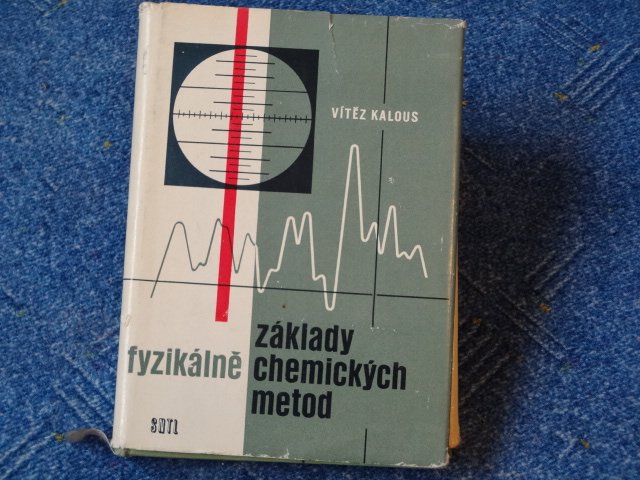 VÍTĚZ KALOUS
základy
fyzikálně chemických
metod
SNTL